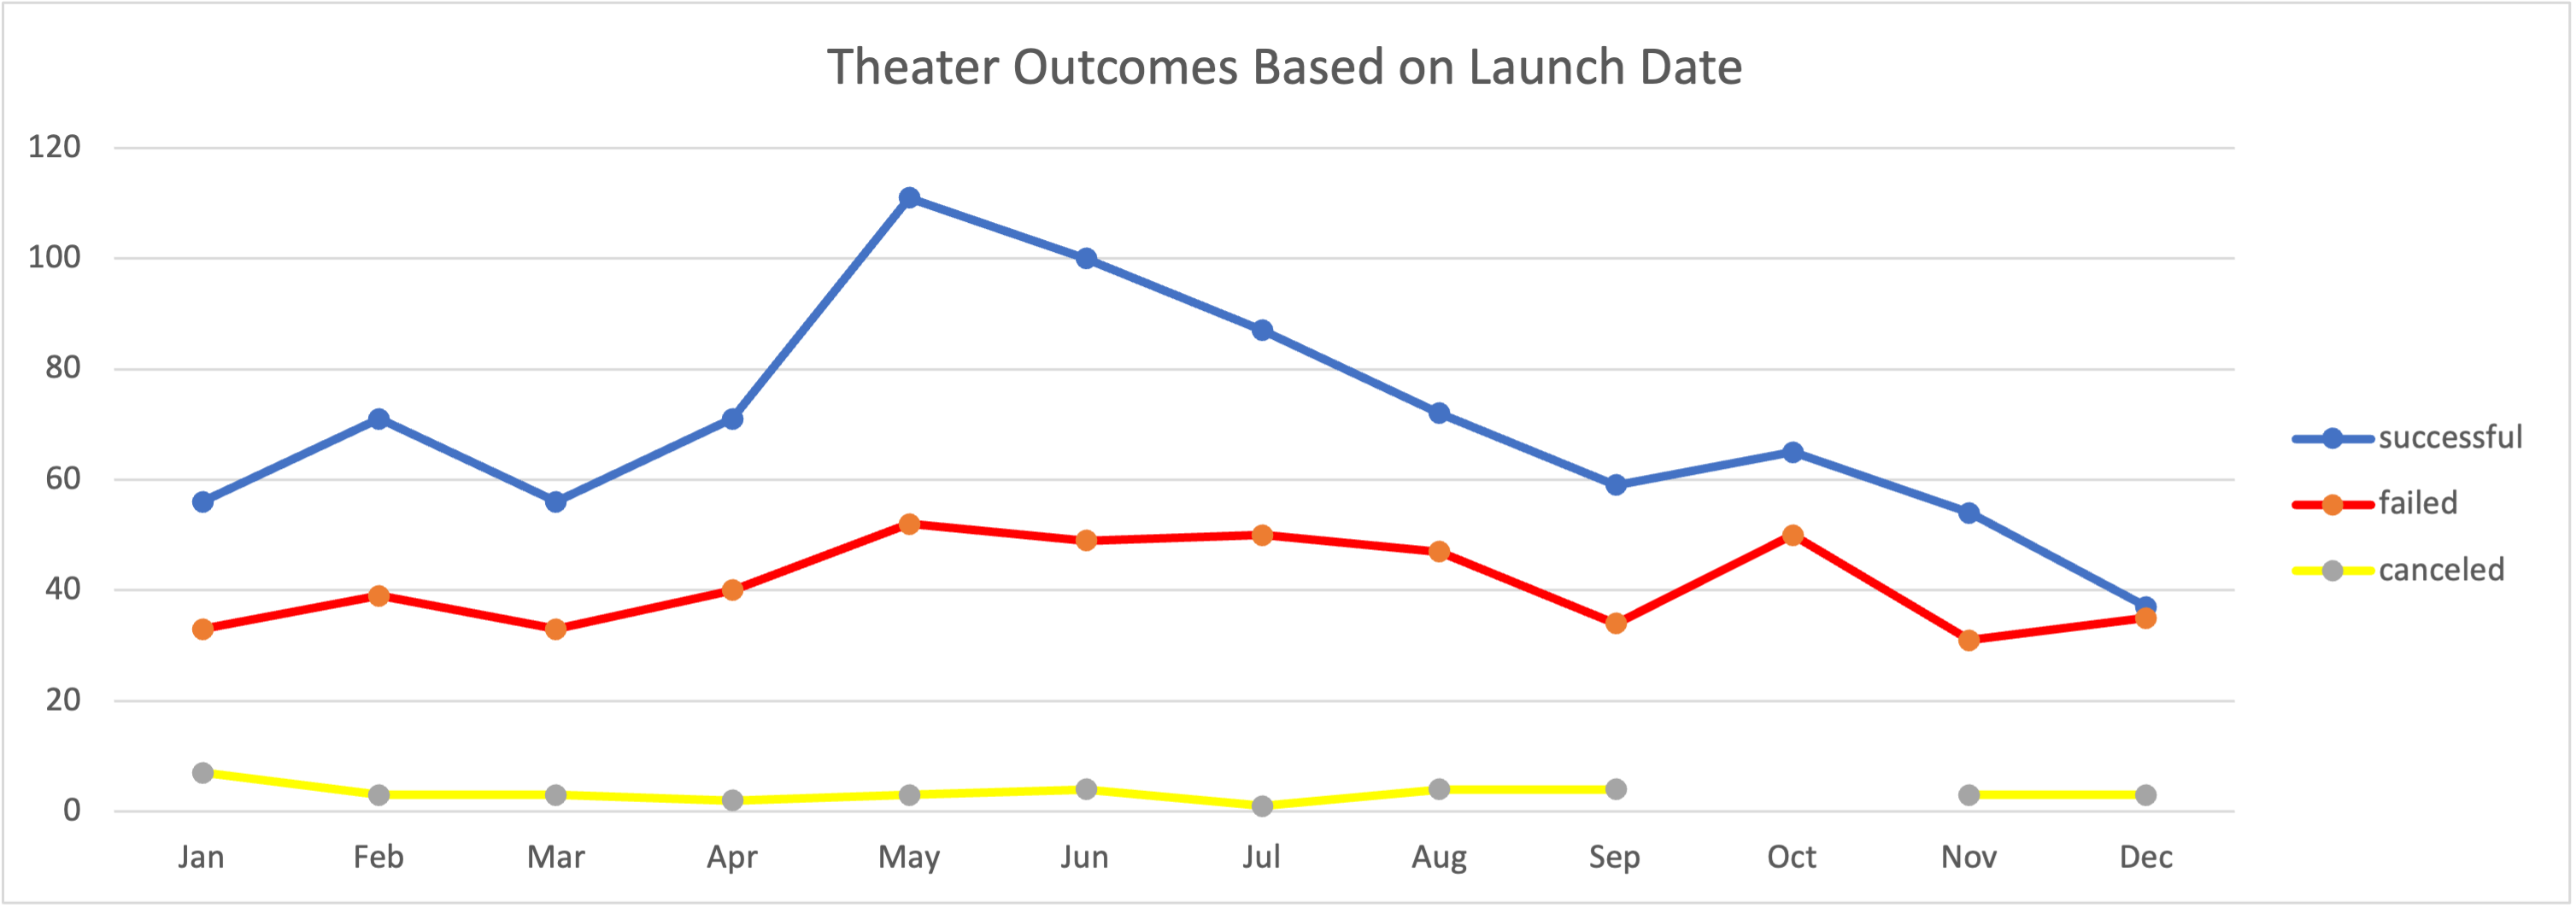 Theater Outcomes Based on Launch Date
120
100
80
60
40
20
0
Jan Feb Mar Apr May Jun Jul Aug Sep Oct Nov Dec
successful
failed
canceled